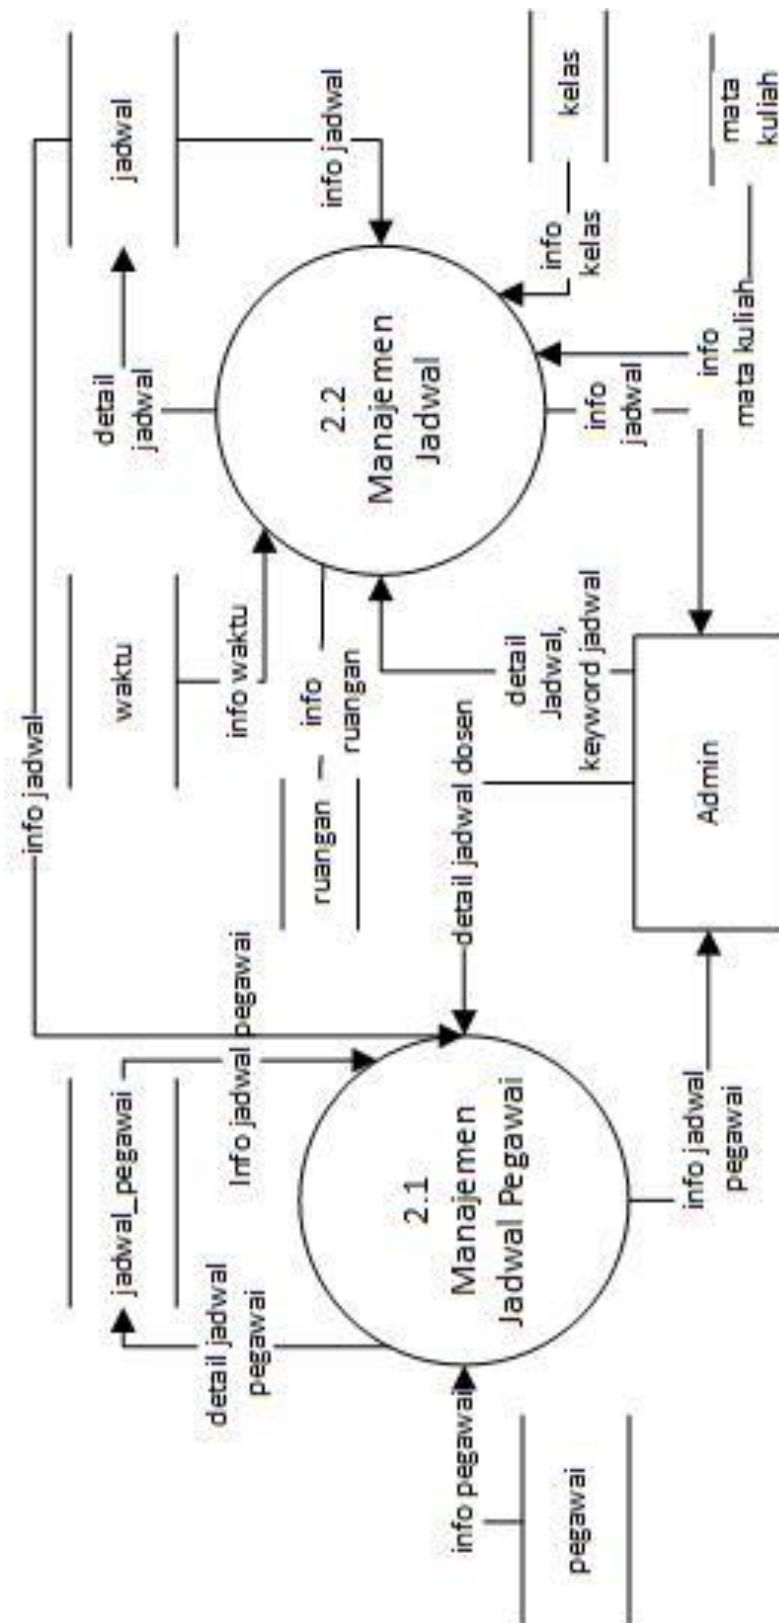 info jadwal
jadwal_pegawai
waktu
jadwal
detail jadwal
pegawai
Info jadwal pegawai
info waktu
detail
jadwal
info jadwal
ruangan
info
ruangan
info pegawai
pegawai
2.1
Manajemen
Jadwal Pegawai
detail jadwal dosen
2.2
Manajemen
Jadwal
info
kelas
kelas
detail
Jadwal,
keyword jadwal
info
jadwal
info
mata kuliah
mata
kuliah
info jadwal
pegawai
Admin